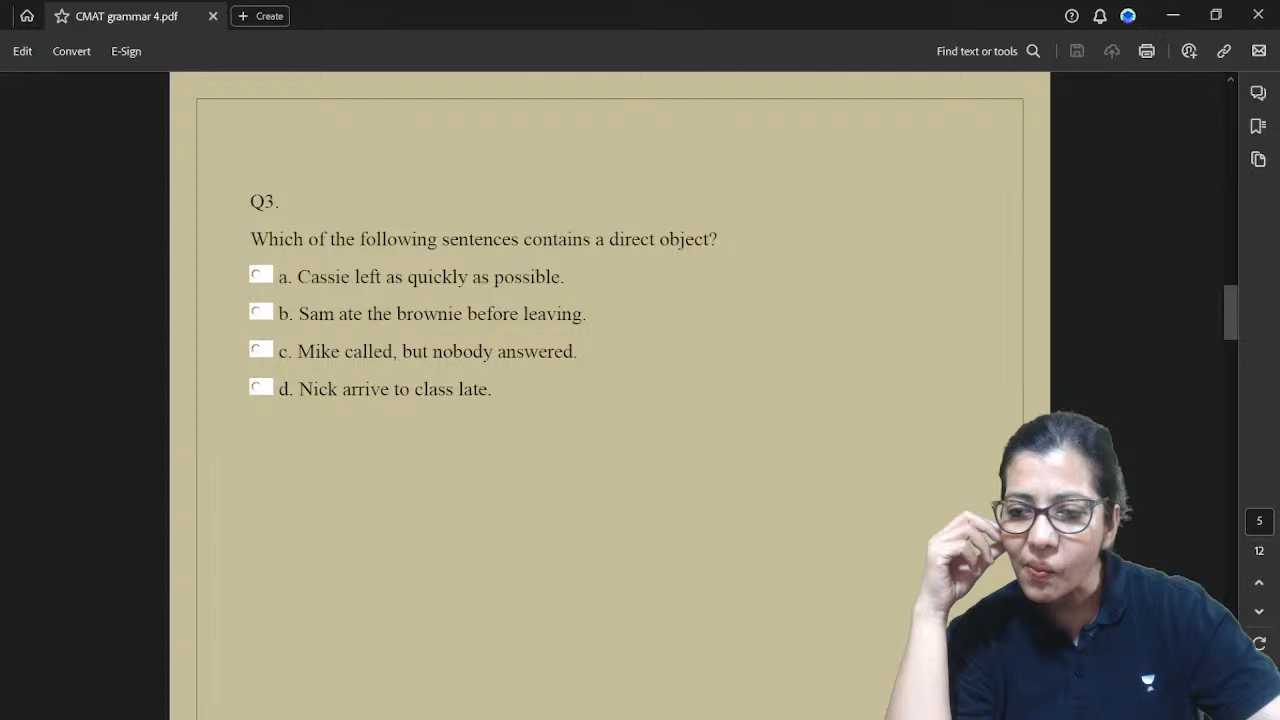 CMAT grammar 4.pdf
Create
Edit
Convert
E-Sign
Find text or tools
Q3.
Which of the following sentences contains a direct object?
a. Cassie left as quickly as possible.
b. Sam ate the brownie before leaving.
c. Mike called, but nobody answered.
d. Nick arrive to class late.
5
12